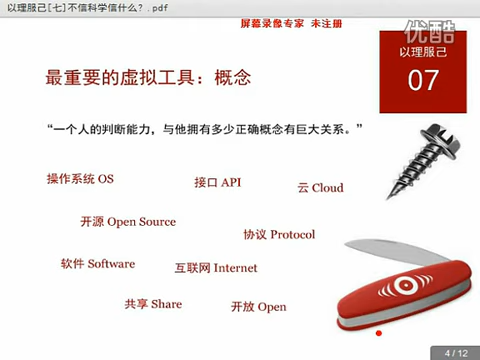 以理服己[七]不信科学信什么？.pdf
屏幕录像专家 未注册
优酷
以理服己
07
最重要的虚拟工具：概念
“一个人的判断能力，与他拥有多少正确概念有巨大关系。”
操作系统 OS
接口 API
云 Cloud
开源 Open Source
协议 Protocol
软件 Software
互联网 Internet
共享 Share
开放 Open
4 / 12